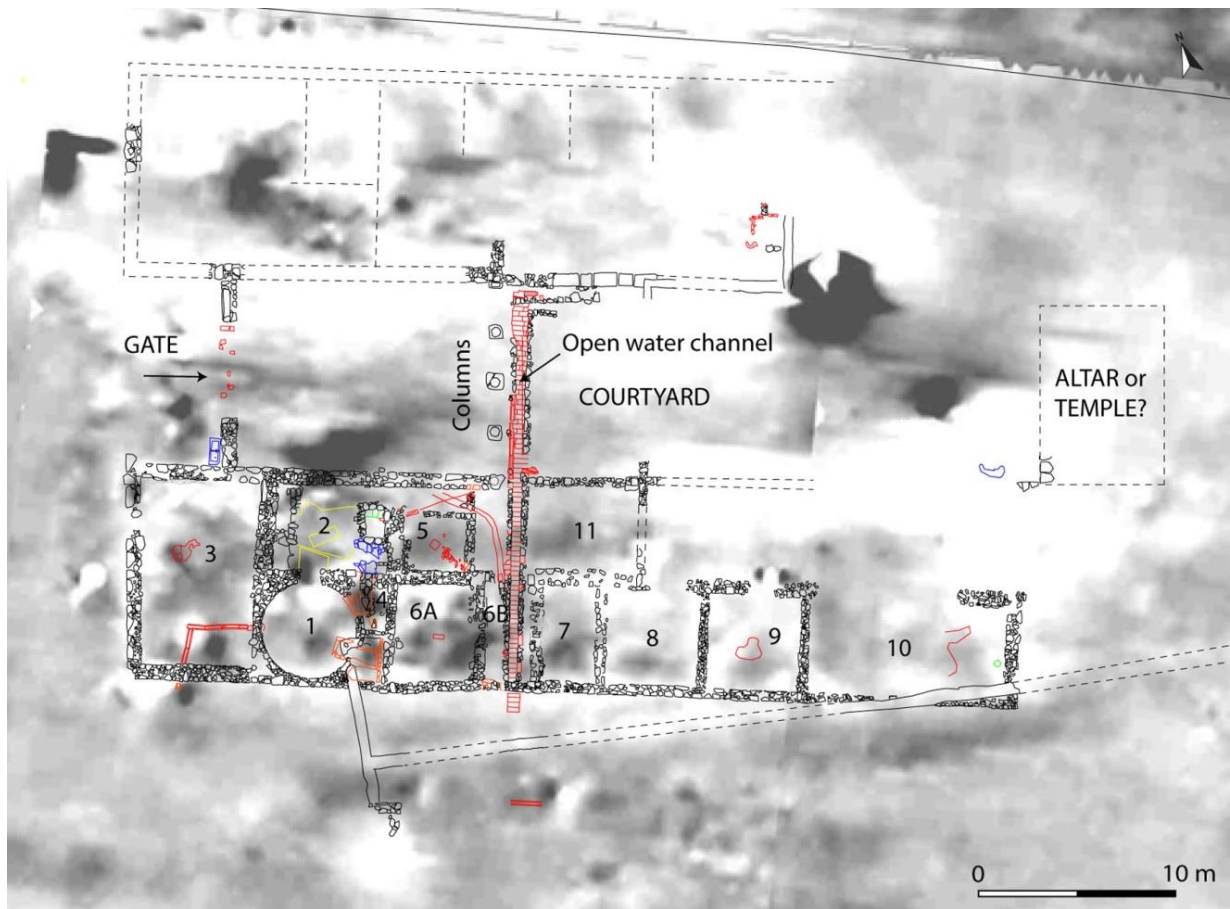 N
GATE
Columns
Open water channel
COURTYARD
ALTAR or
TEMPLE?
2
5
11
3
4
1
6A
6B
7
8
9
10
0
10 m